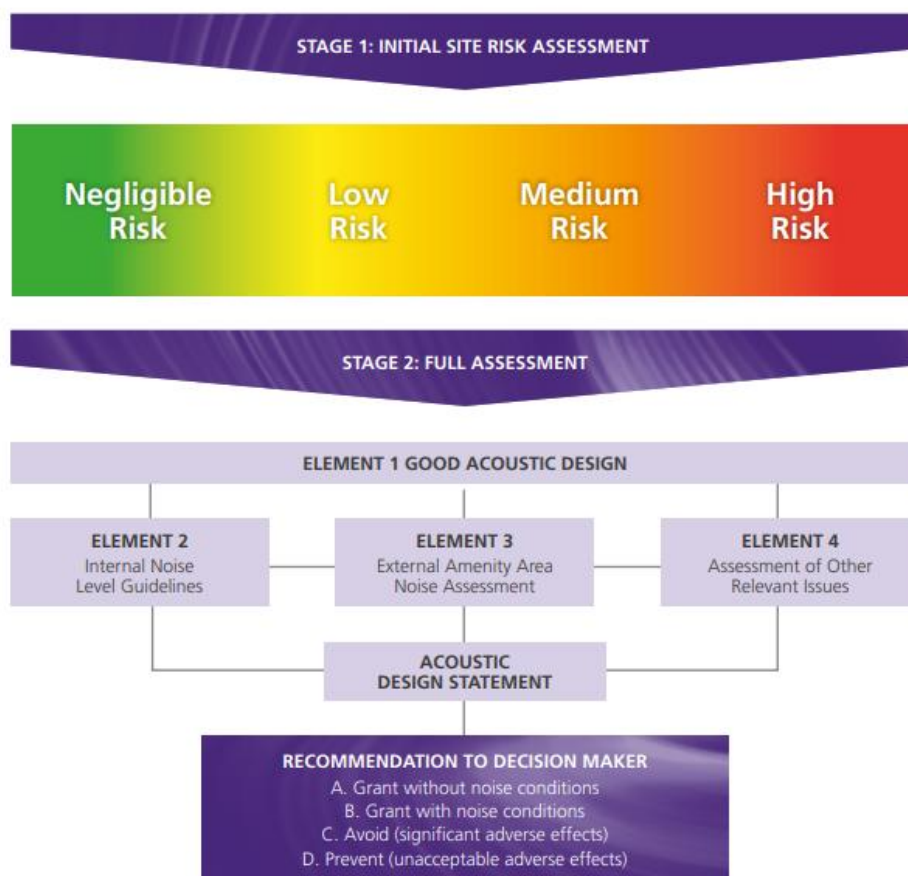 STAGE 1: INITIAL SITE RISK ASSESSMENT
Negligible
Risk
Low
Risk
Medium
Risk
High
Risk
STAGE 2: FULL ASSESSMENT
ELEMENT 1 GOOD ACOUSTIC DESIGN
ELEMENT 2
Internal Noise
Level Guidelines
ELEMENT 3
External Amenity Area
Noise Assessment
ELEMENT 4
Assessment of Other
Relevant Issues
ACOUSTIC
DESIGN STATEMENT
RECOMMENDATION TO DECISION MAKER
A. Grant without noise conditions
B. Grant with noise conditions
C. Avoid (significant adverse effects)
D. Prevent (unacceptable adverse effects)